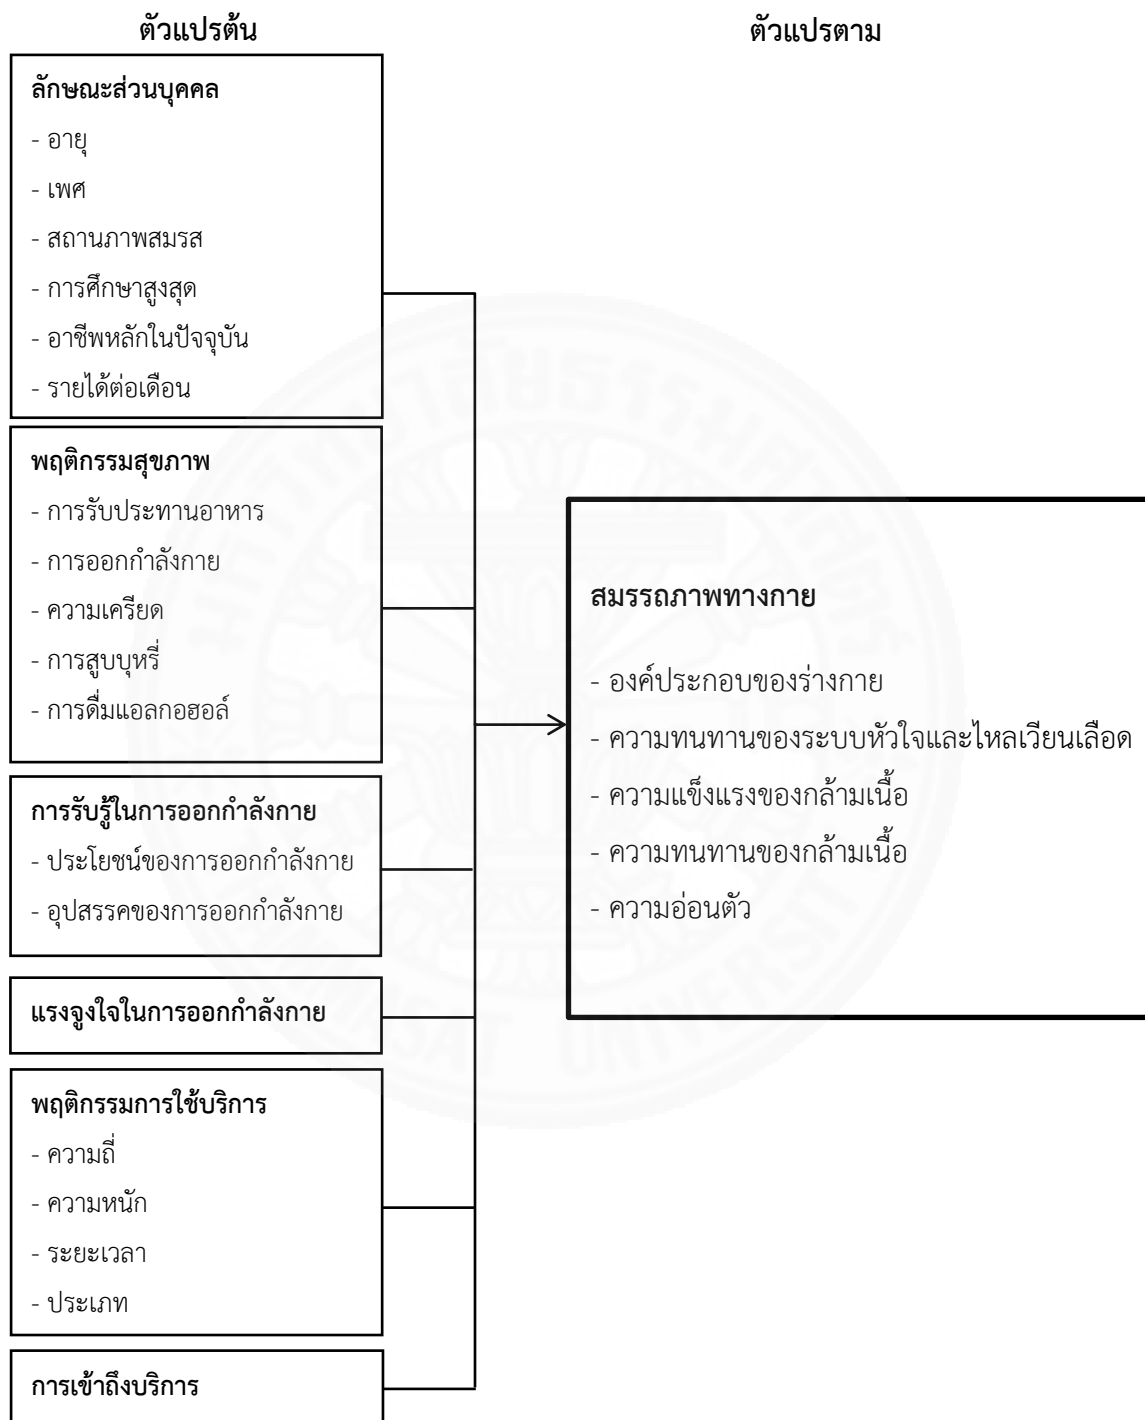 ตัวแปรต้น
ตัวแปรตาม
ลักษณะส่วนบุคคล
- อายุ
- เพศ
- สถานภาพสมรส
- การศึกษาสูงสุด
- อาชีพหลักในปัจจุบัน
- รายได้ต่อเดือน
พฤติกรรมสุขภาพ
- การรับประทานอาหาร
- การออกกำลังกาย
- ความเครียด
- การสูบบุหรี่
- การดื่มแอลกอฮอล์
การรับรู้ในการออกกำลังกาย
- ประโยชน์ของการออกกำลังกาย
- อุปสรรคของการออกกำลังกาย
แรงจูงใจในการออกกำลังกาย
พฤติกรรมการใช้บริการ
- ความถี่
- ความหนัก
- ระยะเวลา
- ประเภท
การเข้าถึงบริการ
สมรรถภาพทางกาย
- องค์ประกอบของร่างกาย
- ความทนทานของระบบหัวใจและไหลเวียนเลือด
- ความแข็งแรงของกล้ามเนื้อ
- ความทนทานของกล้ามเนื้อ
- ความอ่อนตัว
มหาวิทยาลัยธรรมศาสตร์
THAMMASAT UNIVERSITY